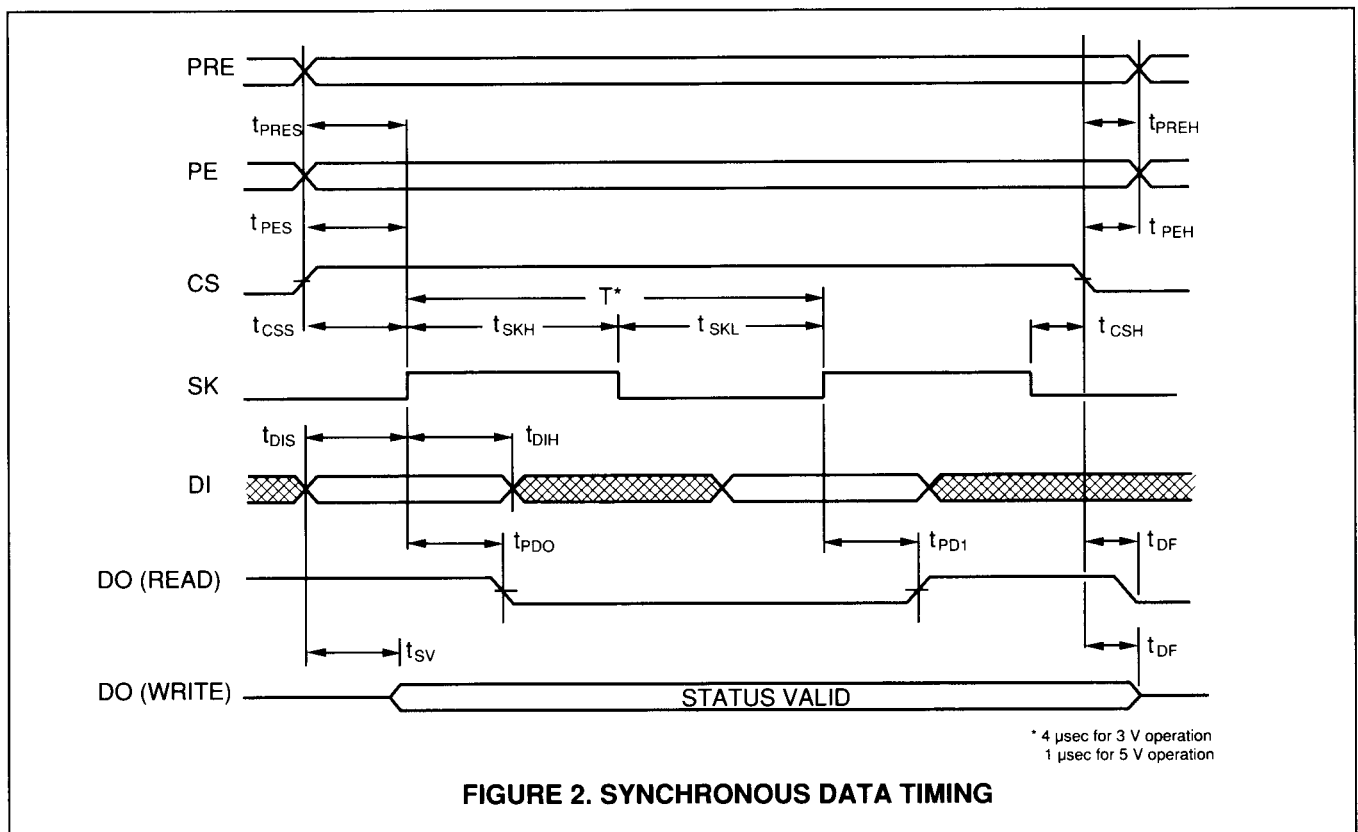 PRE
tPRES
tPREH
PE
tPES
tPEH
CS
T*
tCSS
tSKH
tSKL
tCSH
SK
tDIS
tDIH
DI
tPDO
tPD1
tDF
DO (READ)
tSV
tDF
DO (WRITE)
STATUS VALID
* 4 µsec for 3 V operation
1 µsec for 5 V operation
FIGURE 2. SYNCHRONOUS DATA TIMING